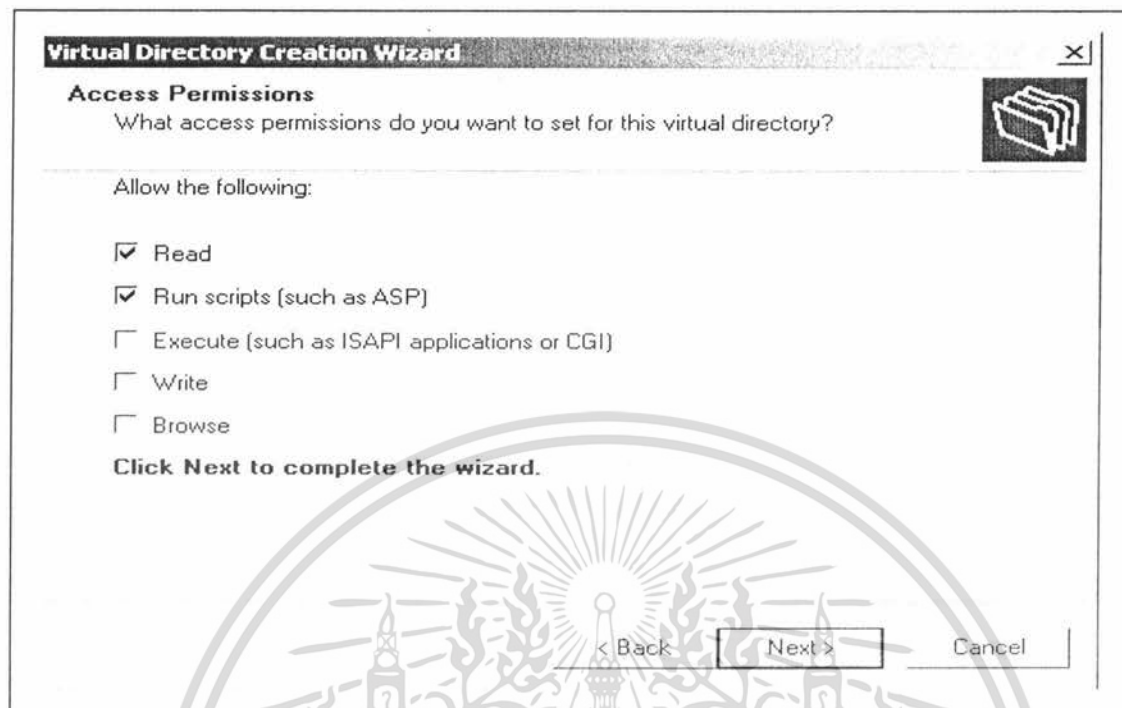 Virtual Directory Creation Wizard
Access Permissions
What access permissions do you want to set for this virtual directory?
Allow the following:
Read
Run scripts (such as ASP)
Execute (such as ISAPI applications or CGI)
Write
Browse
Click Next to complete the wizard.
< Back Next > Cancel